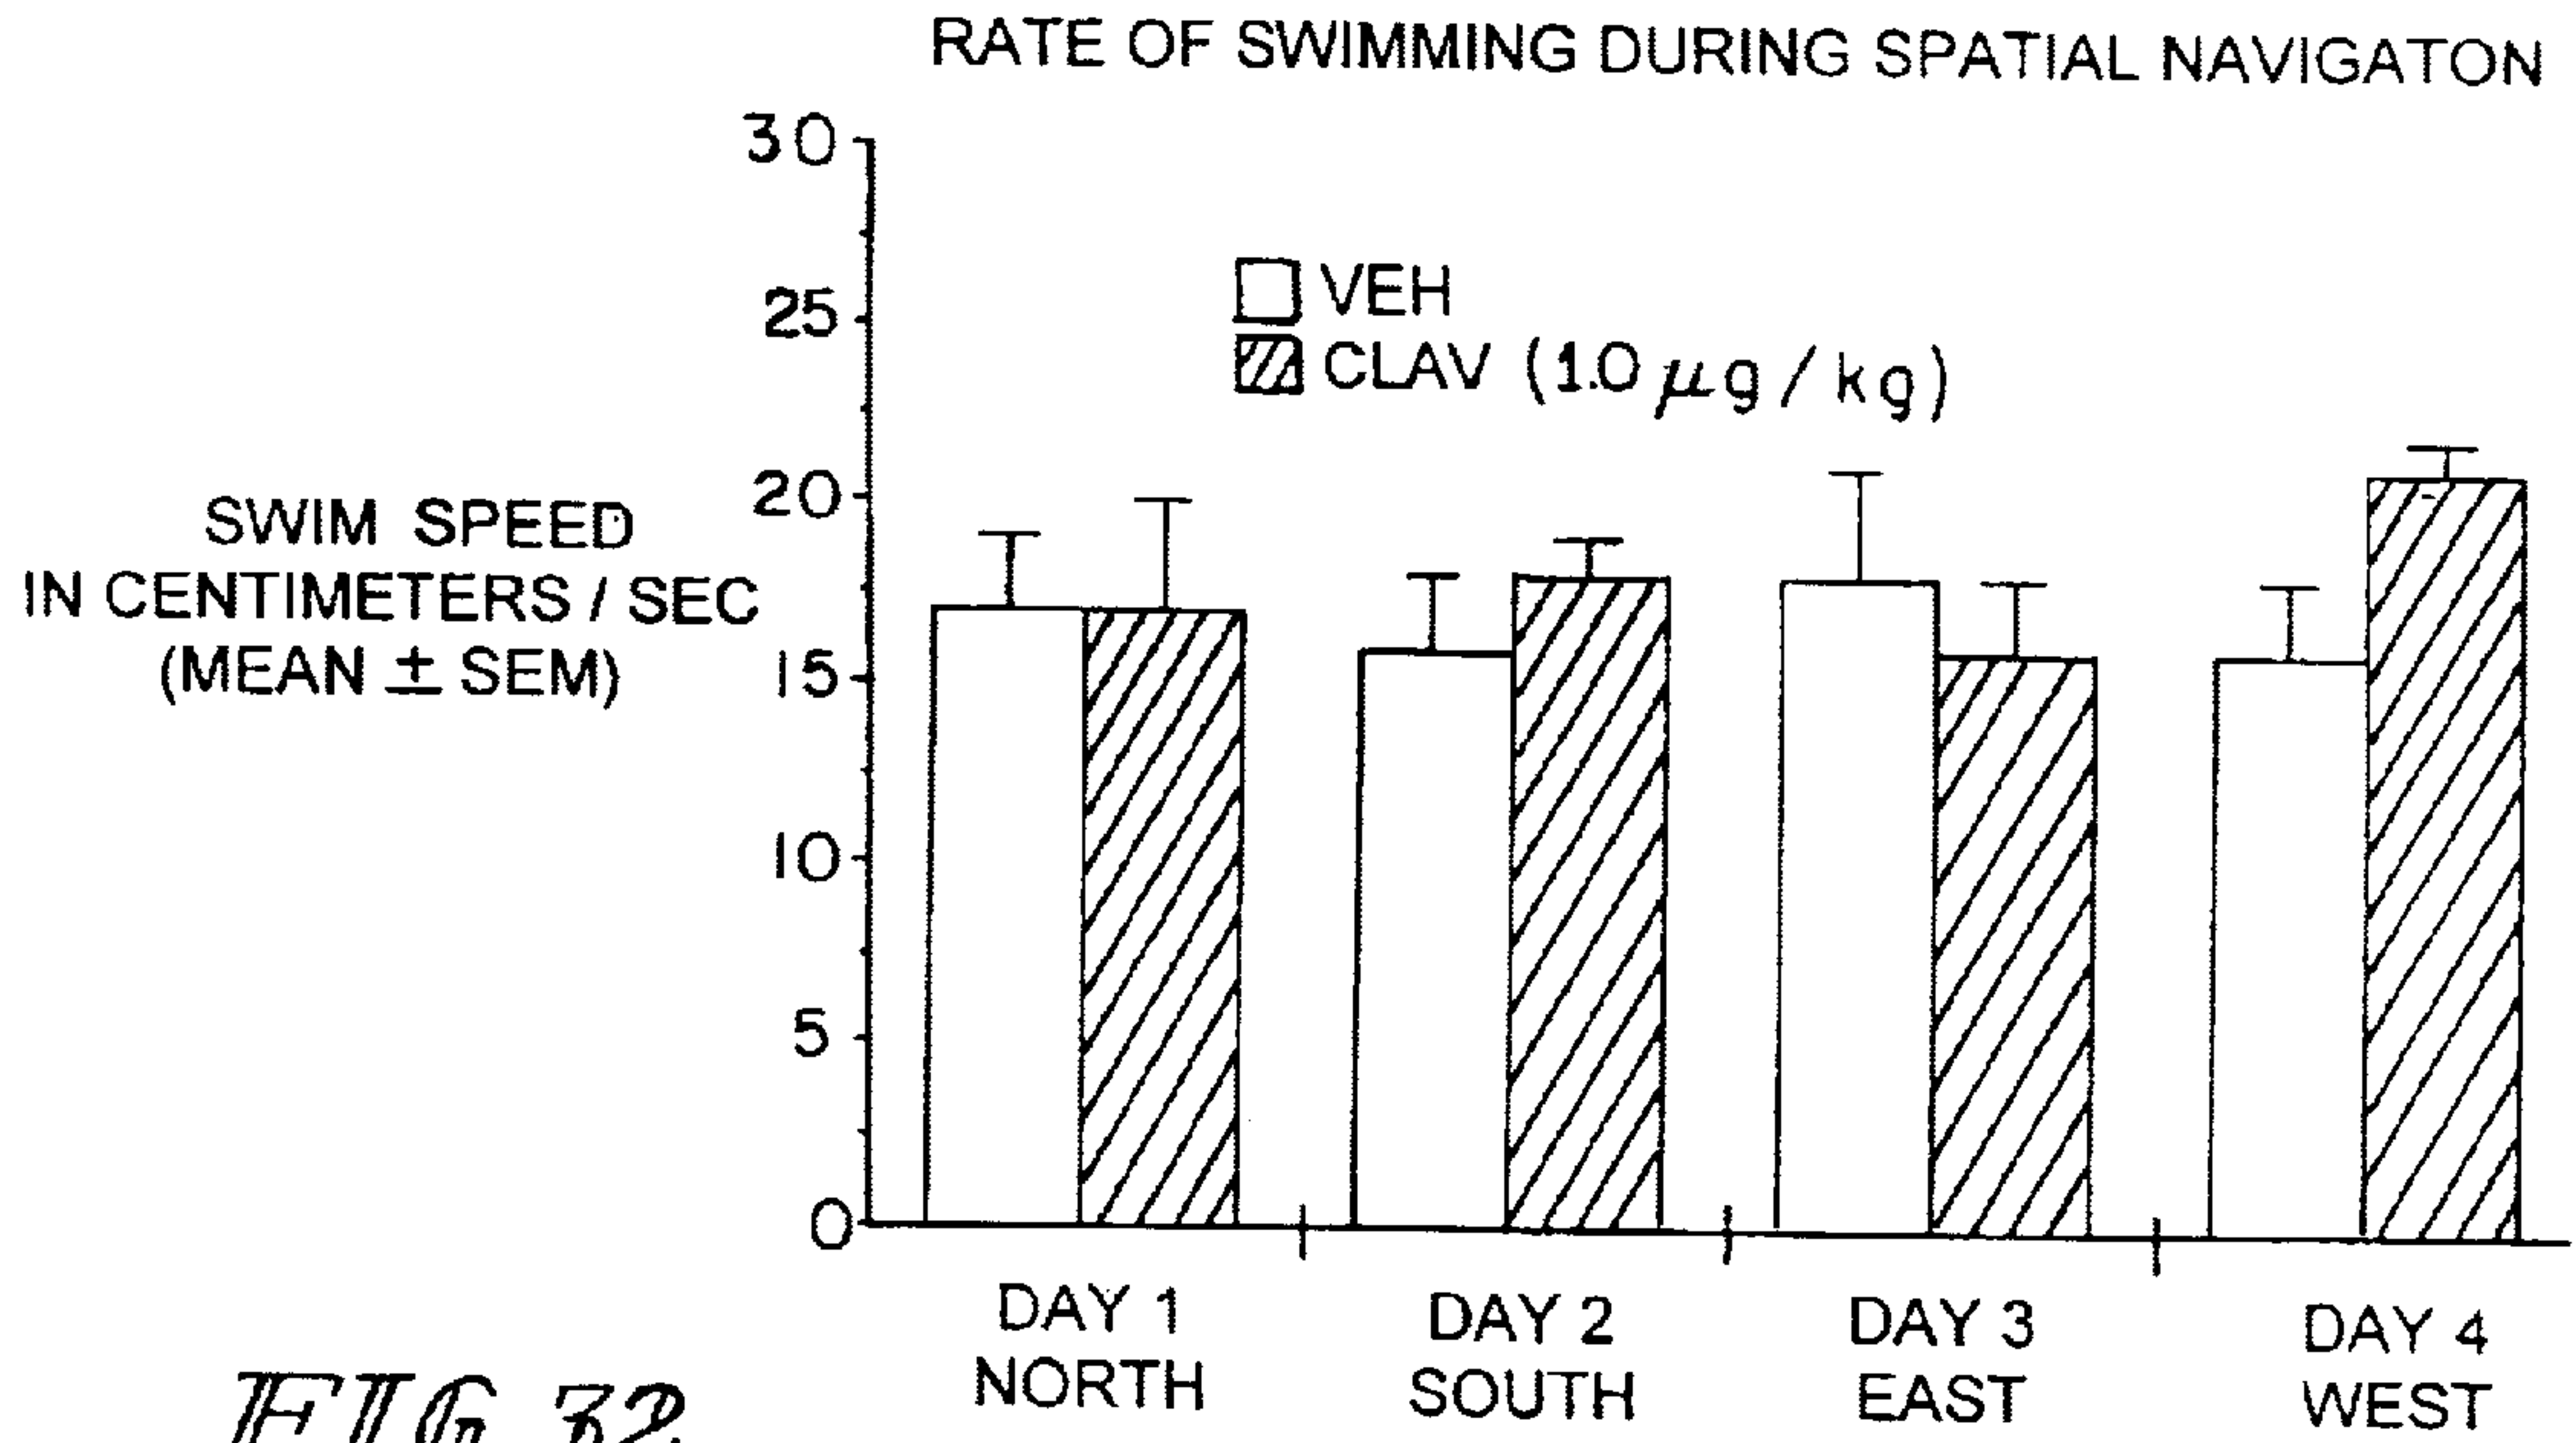 RATE OF SWIMMING DURING SPATIAL NAVIGATON
30
25
20
15
10
5
0
SWIM SPEED
IN CENTIMETERS / SEC
(MEAN ± SEM)
VEH
CLAV (1.0 μg / kg)
DAY 1
NORTH
DAY 2
SOUTH
DAY 3
EAST
DAY 4
WEST
FIG 32